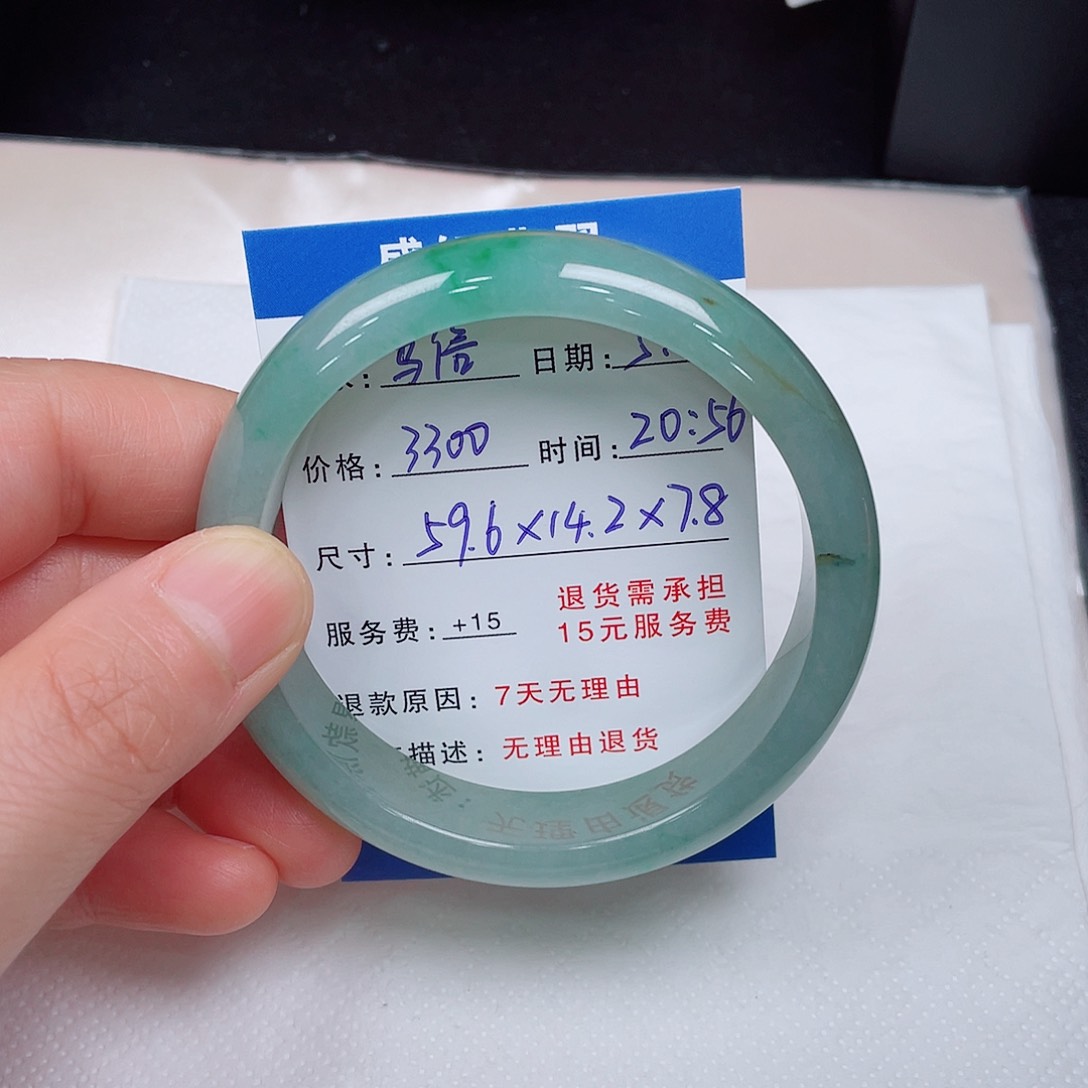 日期:
价格: 3300 时间: 20:56
尺寸: 59.6×14.2×7.8
服务费: +15 退货需承担
15元服务费
退款原因: 7天无理由
描述: 无理由退货